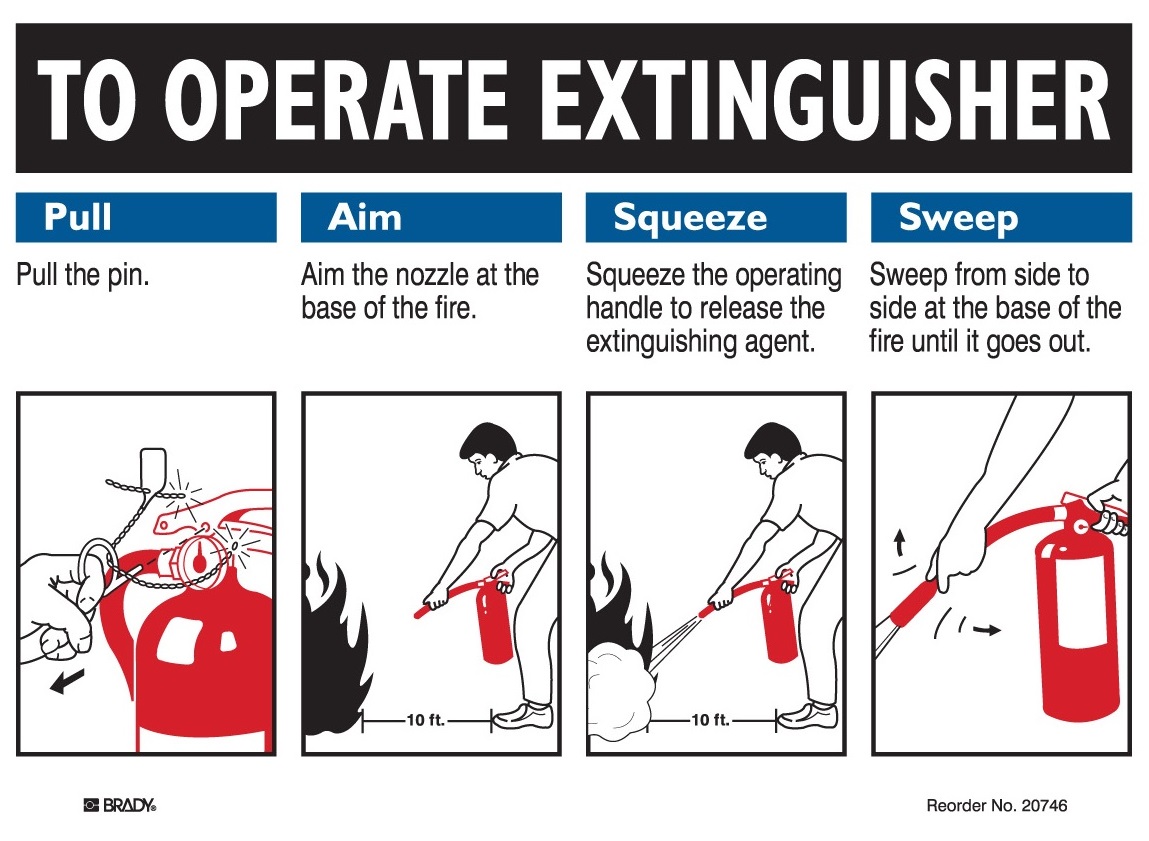 TO OPERATE EXTINGUISHER
Pull
Pull the pin.
Aim
Aim the nozzle at the
base of the fire.
Squeeze
Squeeze the operating
handle to release the
extinguishing agent.
Sweep
Sweep from side to
side at the base of the
fire until it goes out.
10 ft.
10 ft.
BRADY®
Reorder No. 20746